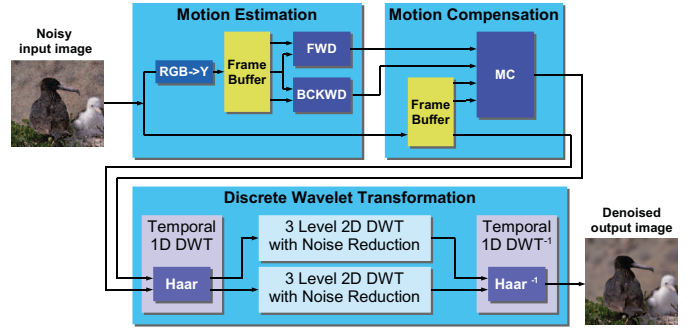 Noisy
input image
Motion Estimation
RGB->Y
Frame
Buffer
FWD
BCKWD
Motion Compensation
Frame
Buffer
MC
Discrete Wavelet Transformation
Temporal
1D DWT
Haar
3 Level 2D DWT
with Noise Reduction
3 Level 2D DWT
with Noise Reduction
Temporal
1D DWT⁻¹
Haar ⁻¹
Denoised
output image